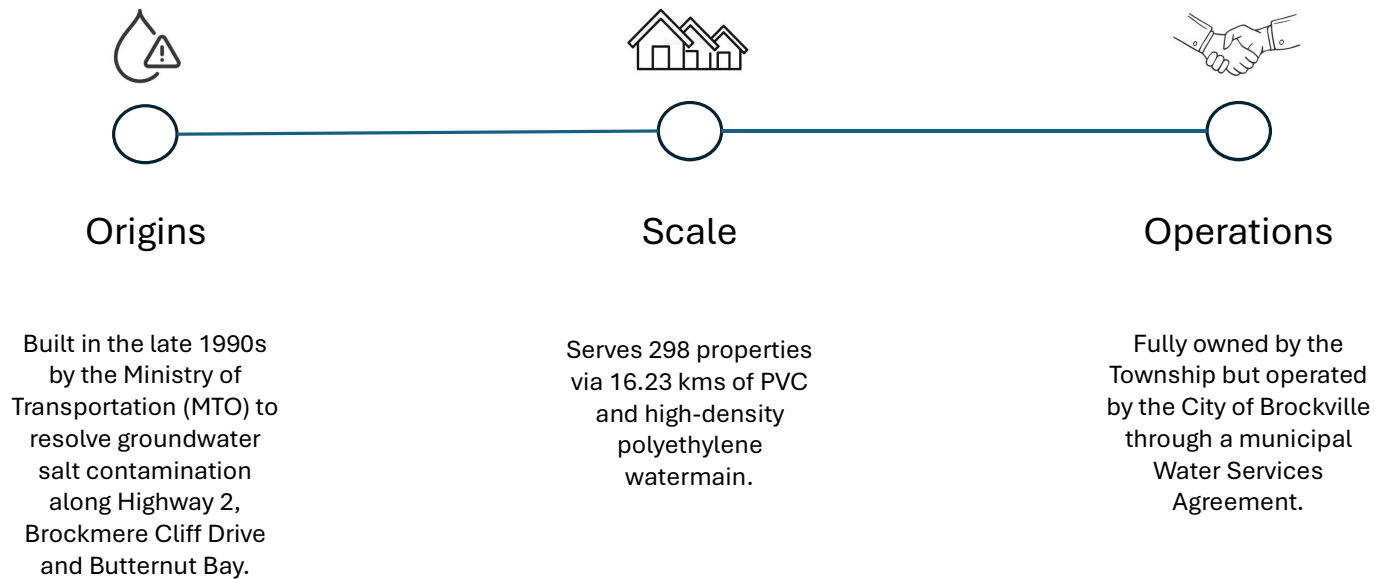 Origins
Built in the late 1990s
by the Ministry of
Transportation (MTO) to
resolve groundwater
salt contamination
along Highway 2,
Brockmere Cliff Drive
and Butternut Bay.
Scale
Serves 298 properties
via 16.23 kms of PVC
and high-density
polyethylene
watermain.
Operations
Fully owned by the
Township but operated
by the City of Brockville
through a municipal
Water Services
Agreement.